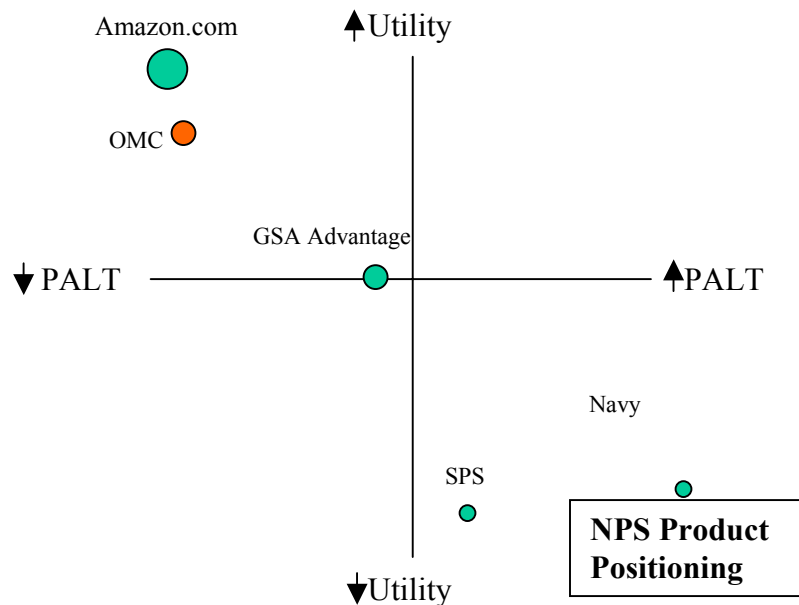 Amazon.com
Utility
OMC
GSA Advantage
PALT
PALT
Navy
SPS
NPS Product
Positioning
Utility